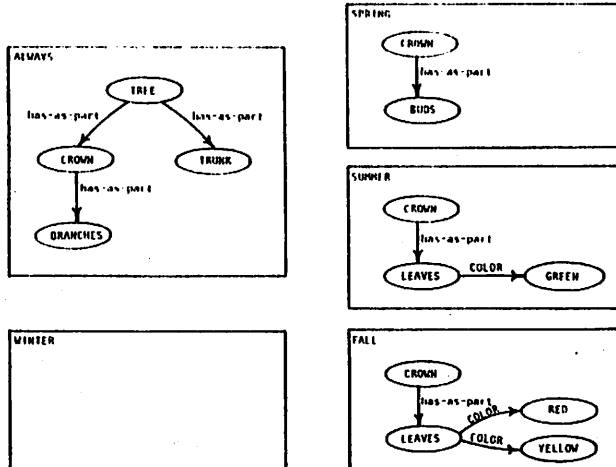 ALWAYS
TREE
has-as-part has-as-part
CROWN TRUNK
has-as-part
BRANCHES
SPRING
CROWN
has-as-part
BUDS
SUMMER
CROWN
has-as-part
LEAVES COLOR GREEN
WINTER
FALL
CROWN
has-as-part
COLOR RED
LEAVES COLOR
YELLOW